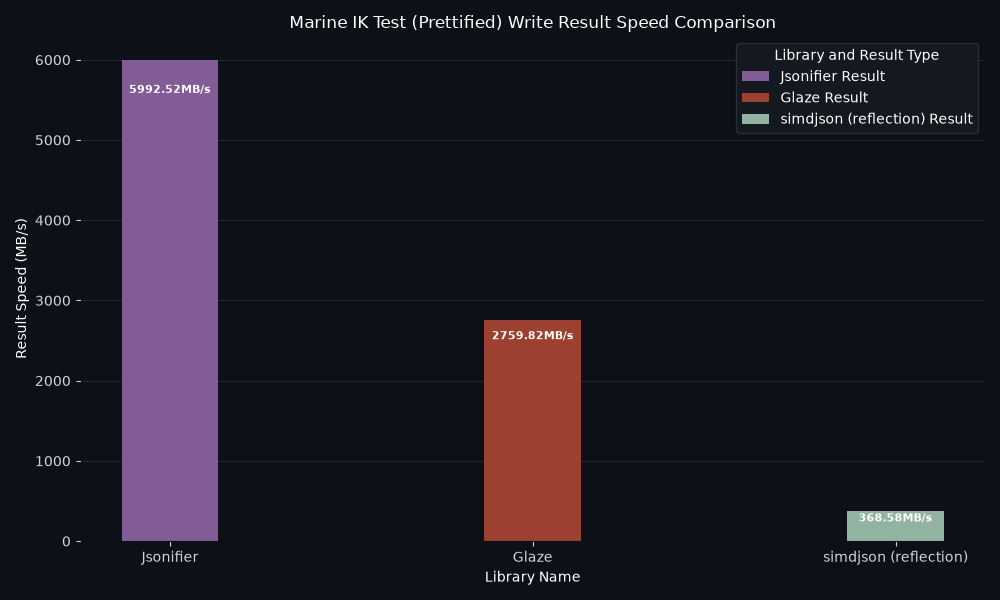 Marine IK Test (Prettified) Write Result Speed Comparison
Library and Result Type
Jsonifier Result
Glaze Result
simdjson (reflection) Result
Result Speed (MB/s)
6000
5000
4000
3000
2000
1000
0
5992.52MB/s
2759.82MB/s
368.58MB/s
Jsonifier
Glaze
simdjson (reflection)
Library Name